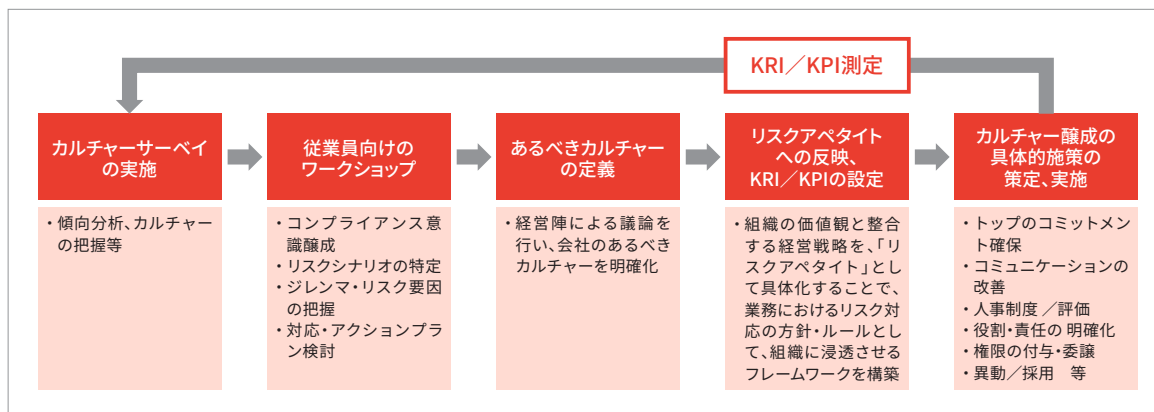 KRI／KPI測定
カルチャーサーベイ
の実施
・傾向分析、カルチャー
の把握等
従業員向けの
ワークショップ
・コンプライアンス意
識醸成
・リスクシナリオの特定
・ジレンマ・リスク要因
の把握
・対応・アクションプラ
ン検討
あるべきカルチャー
の定義
・経営陣による議論を
行い、会社のあるべき
カルチャーを明確化
リスクアペタイト
への反映、
KRI／KPIの設定
・組織の価値観と整合
する経営戦略を、「リ
スクアペタイト」として
具体化することで、
業務におけるリスク対
応の方針・ルールとし
て、組織に浸透させる
フレームワークを構築
カルチャー醸成の
具体的施策の
策定、実施
・トップのコミットメント
確保
・コミュニケーションの
改善
・人事制度／評価
・役割・責任の明確化
・権限の付与・委譲
・異動／採用　等